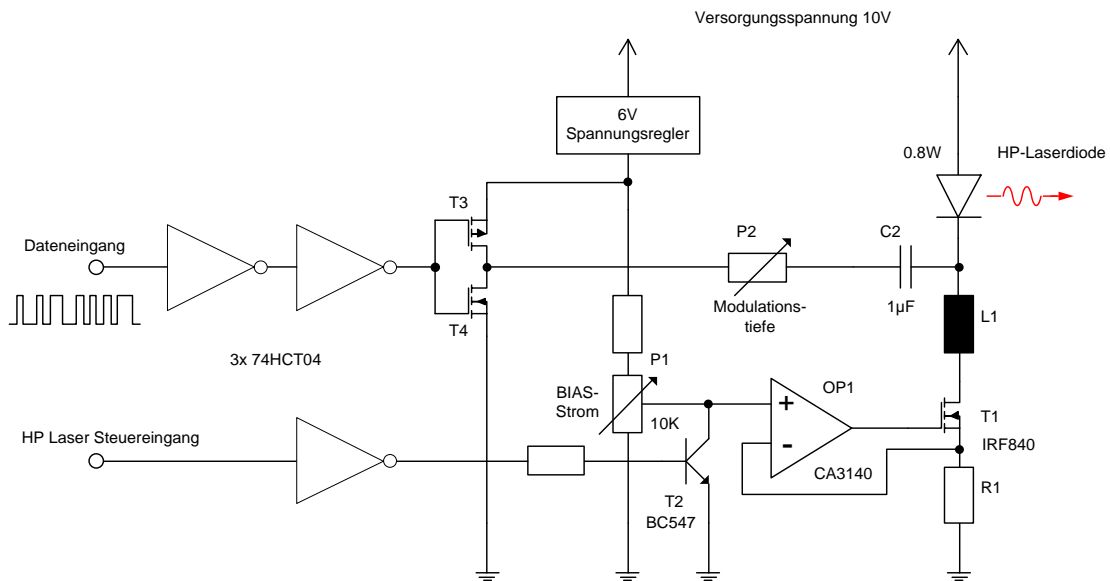 Versorgungsspannung 10V
6V
Spannungsregler
0.8W
HP-Laserdiode
T3
Dateneingang
P2
C2
Modulations-
tiefe
1µF
L1
T4
3x 74HCT04
P1
BIAS-
Strom
10K
OP1
+
-
T1
IRF840
HP Laser Steuereingang
CA3140
T2
BC547
R1